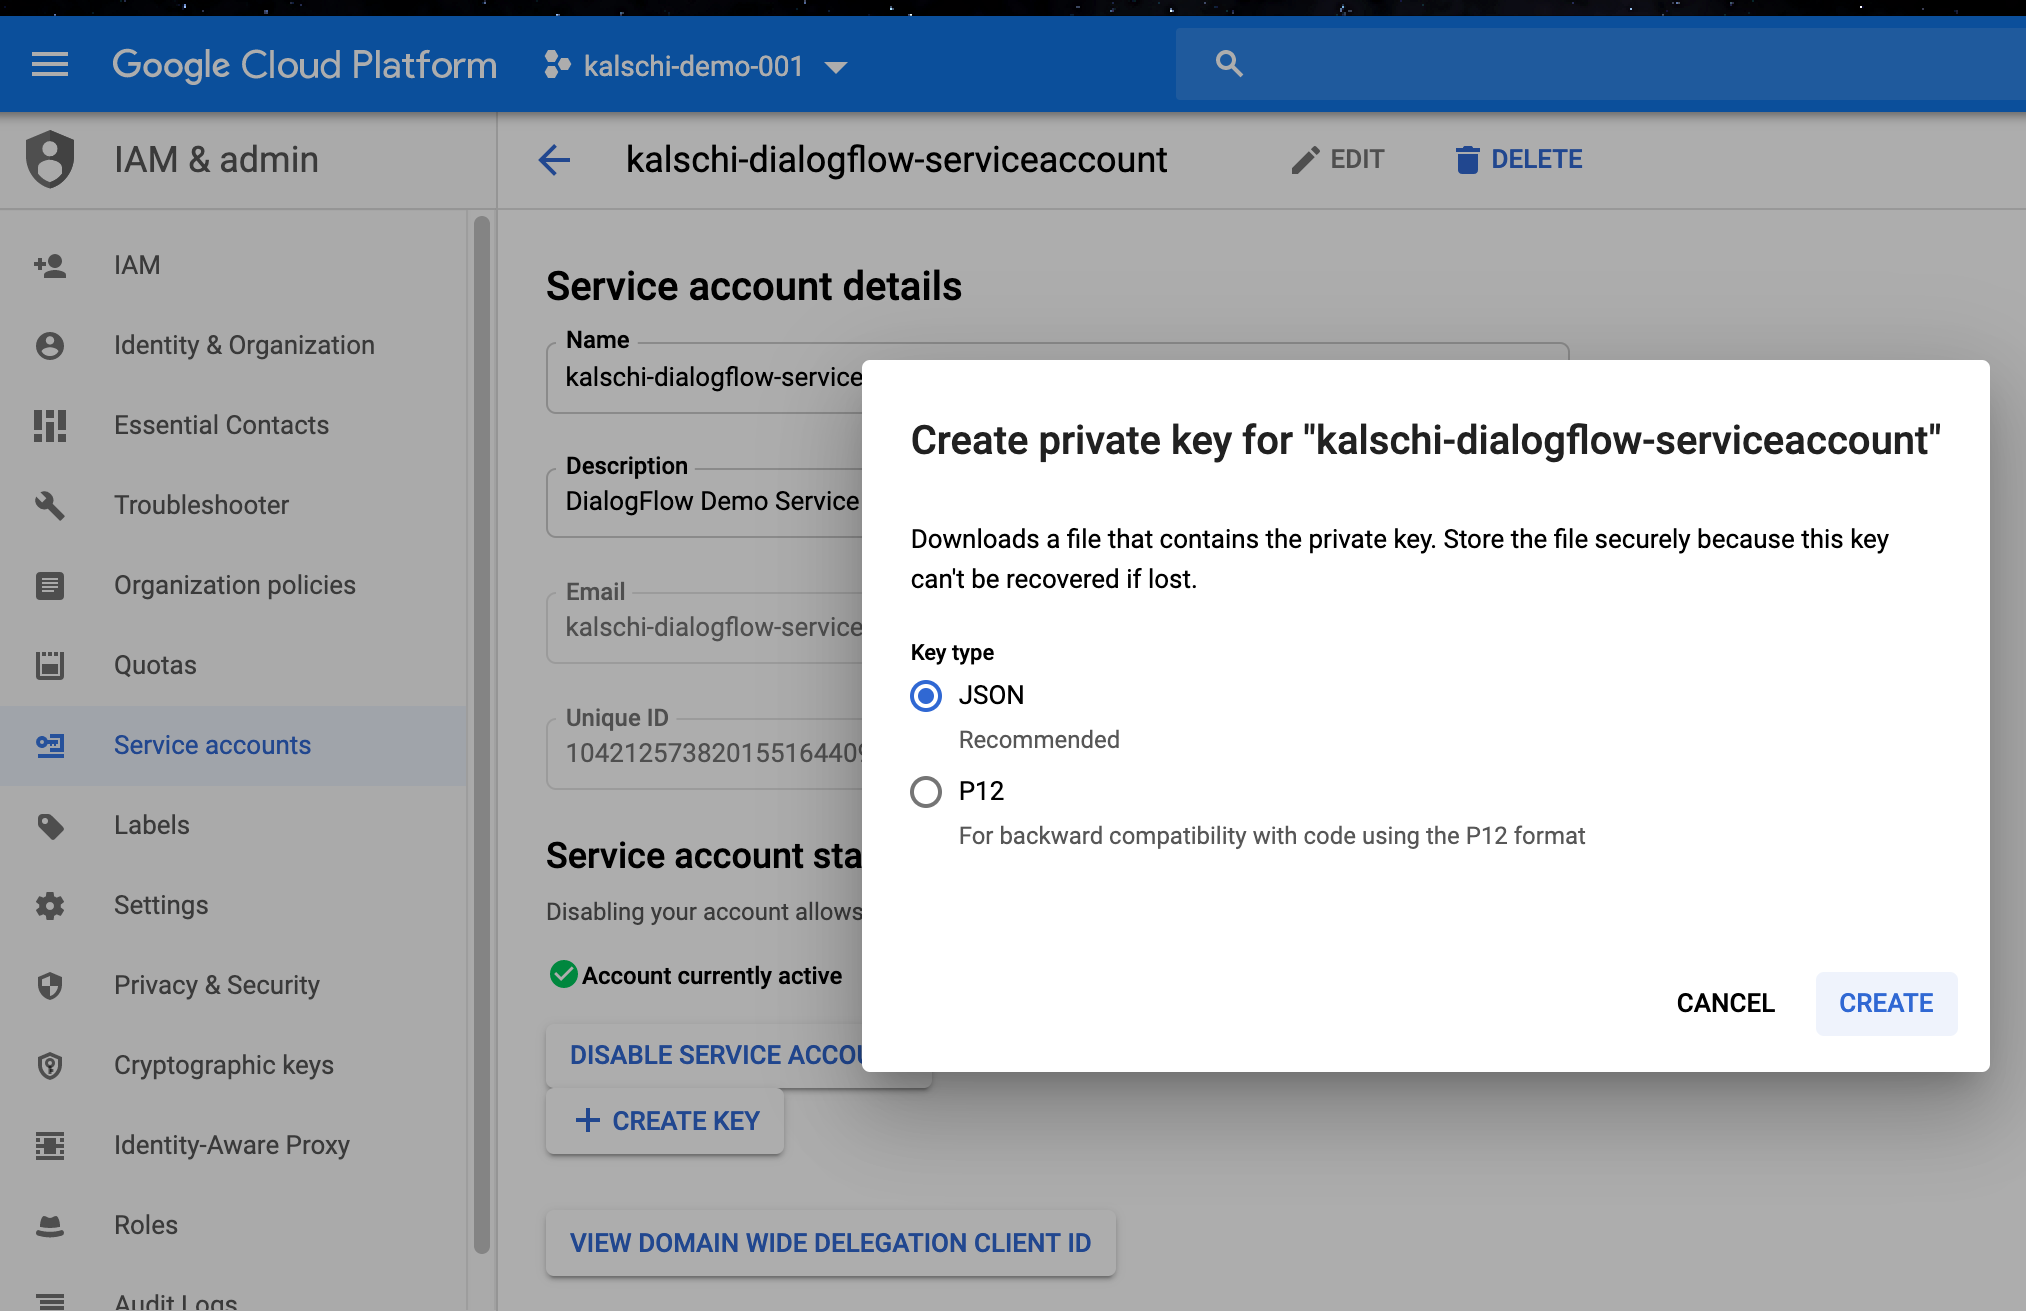 Google Cloud Platform
kalschi-demo-001
IAM & admin
kalschi-dialogflow-serviceaccount
EDIT
DELETE
IAM
Identity & Organization
Essential Contacts
Troubleshooter
Organization policies
Quotas
Service accounts
Labels
Settings
Privacy & Security
Cryptographic keys
Identity-Aware Proxy
Roles
Audit Logs
Service account details
Name
kalschi-dialogflow-service
Description
DialogFlow Demo Service
Email
kalschi-dialogflow-service
Unique ID
104212573820155164409
Service account sta
Disabling your account allows
Account currently active
DISABLE SERVICE ACCOU
CREATE KEY
VIEW DOMAIN WIDE DELEGATION CLIENT ID
Create private key for "kalschi-dialogflow-serviceaccount"
Downloads a file that contains the private key. Store the file securely because this key
can't be recovered if lost.
Key type
JSON
Recommended
P12
For backward compatibility with code using the P12 format
CANCEL
CREATE